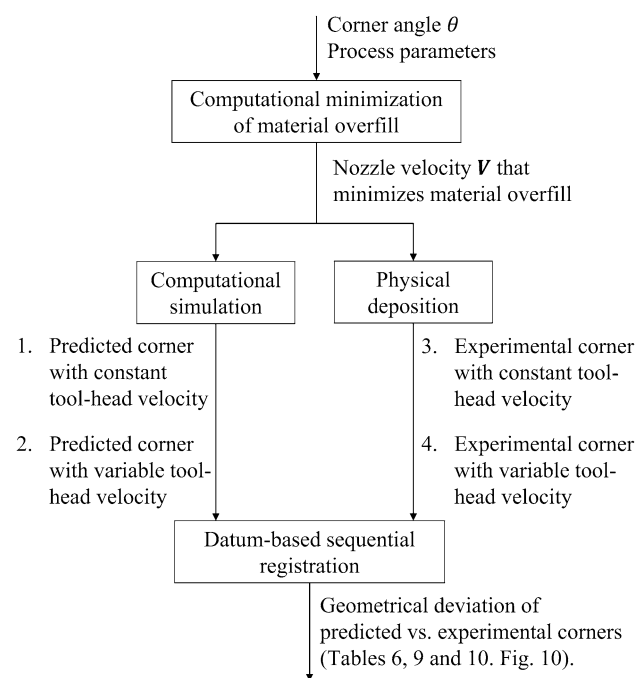 Corner angle θ
Process parameters
Computational minimization
of material overfill
Nozzle velocity V that
minimizes material overfill
Computational
simulation
Physical
deposition
1. Predicted corner
with constant
tool-head velocity
2. Predicted corner
with variable tool-
head velocity
3. Experimental corner
with constant tool-
head velocity
4. Experimental corner
with variable tool-
head velocity
Datum-based sequential
registration
Geometrical deviation of
predicted vs. experimental corners
(Tables 6, 9 and 10. Fig. 10).